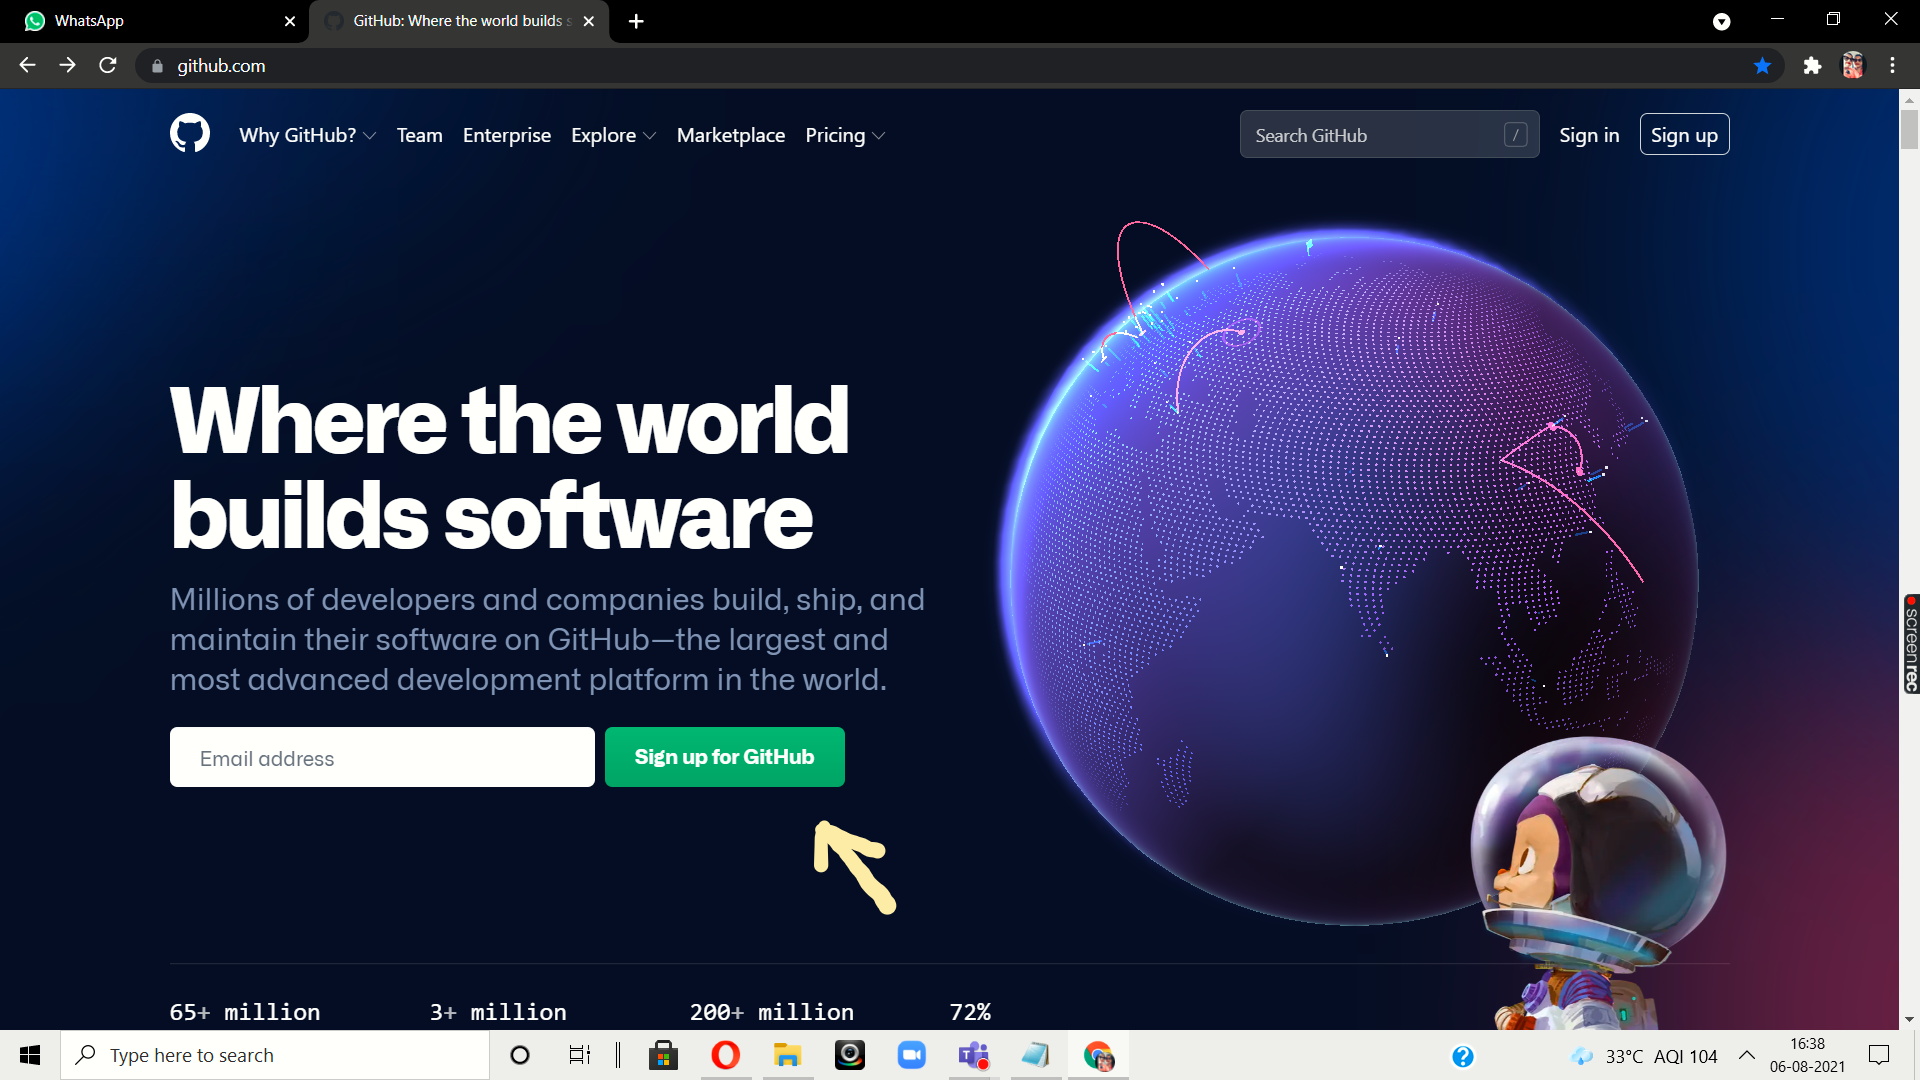 WhatsApp
GitHub: Where the world builds s
github.com
Why GitHub? Team Enterprise Explore Marketplace Pricing
Search GitHub /
Sign in
Sign up
Where the world
builds software
Millions of developers and companies build, ship, and
maintain their software on GitHub—the largest and
most advanced development platform in the world.
Email address
Sign up for GitHub
65+ million 3+ million 200+ million 72%
screenrec
Type here to search
33°C AQI 104
16:38
06-08-2021